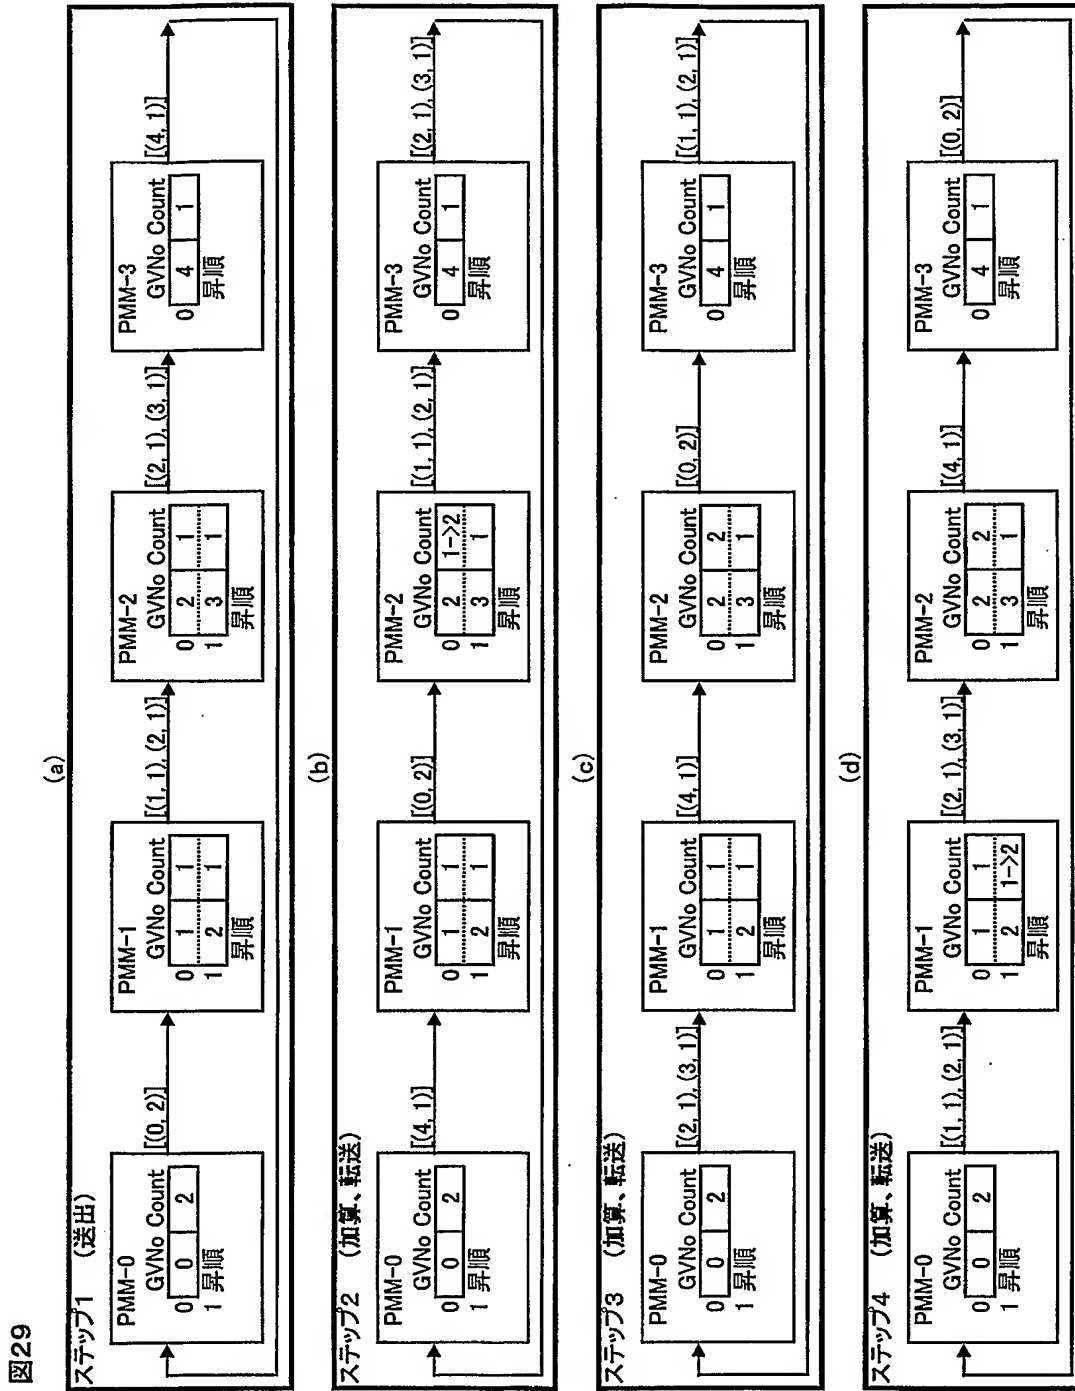 図29
(a)
ステップ1 (送出)
PMM-0
GVNo Count
0 0 2
1
昇順
[(0, 2)]
PMM-1
GVNo Count
0 1 1
1 2 1
昇順
[(1, 1), (2, 1)]
PMM-2
GVNo Count
0 2 1
1 3 1
昇順
[(2, 1), (3, 1)]
PMM-3
GVNo Count
0 4 1
昇順
[(4, 1)]
(b)
ステップ2 (加算、転送)
PMM-0
GVNo Count
0 0 2
1
昇順
[(4, 1)]
PMM-1
GVNo Count
0 1 1
1 2 1
昇順
[(0, 2)]
PMM-2
GVNo Count
0 2 1->2
1 3 1
昇順
[(1, 1), (2, 1)]
PMM-3
GVNo Count
0 4 1
昇順
[(2, 1), (3, 1)]
(c)
ステップ3 (加算、転送)
PMM-0
GVNo Count
0 0 2
1
昇順
[(2, 1), (3, 1)]
PMM-1
GVNo Count
0 1 1
1 2 1
昇順
[(4, 1)]
PMM-2
GVNo Count
0 2 2
1 3 1
昇順
[(0, 2)]
PMM-3
GVNo Count
0 4 1
昇順
[(1, 1), (2, 1)]
(d)
ステップ4 (加算、転送)
PMM-0
GVNo Count
0 0 2
1
昇順
[(1, 1), (2, 1)]
PMM-1
GVNo Count
0 1 1
1 2 1->2
昇順
[(2, 1), (3, 1)]
PMM-2
GVNo Count
0 2 2
1 3 1
昇順
[(4, 1)]
PMM-3
GVNo Count
0 4 1
昇順
[(0, 2)]